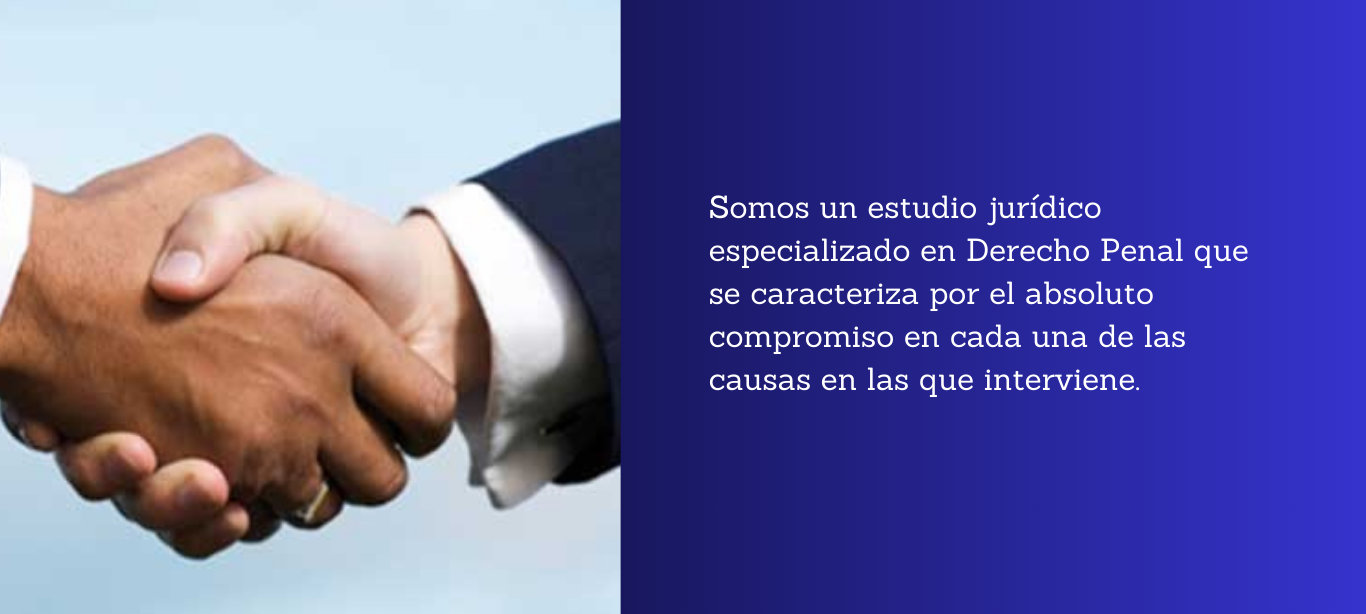 Somos un estudio jurídico
especializado en Derecho Penal que
se caracteriza por el absoluto
compromiso en cada una de las
causas en las que interviene.